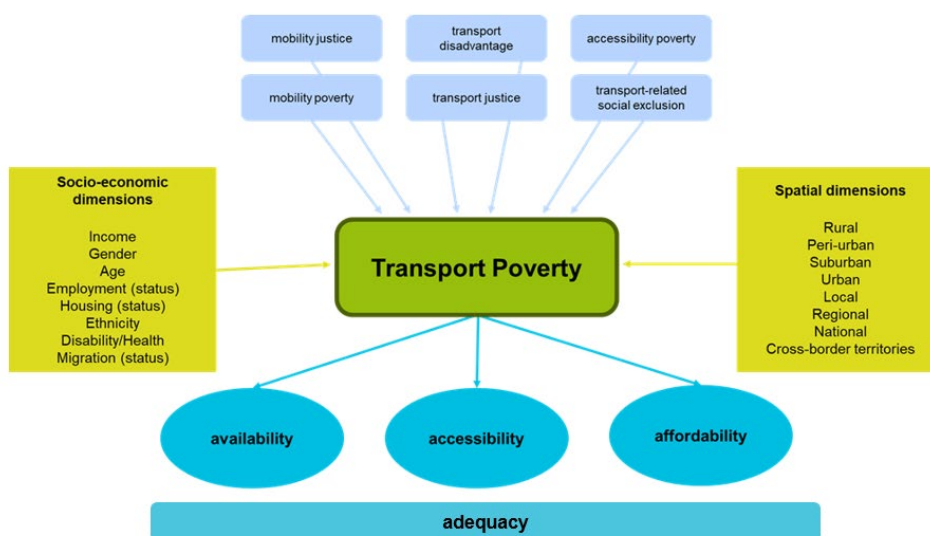 mobility justice
transport
disadvantage
accessibility poverty
mobility poverty
transport justice
transport-related
social exclusion
Socio-economic
dimensions
Income
Gender
Age
Employment (status)
Housing (status)
Ethnicity
Disability/Health
Migration (status)
Transport Poverty
Spatial dimensions
Rural
Peri-urban
Suburban
Urban
Local
Regional
National
Cross-border territories
availability
accessibility
affordability
adequacy